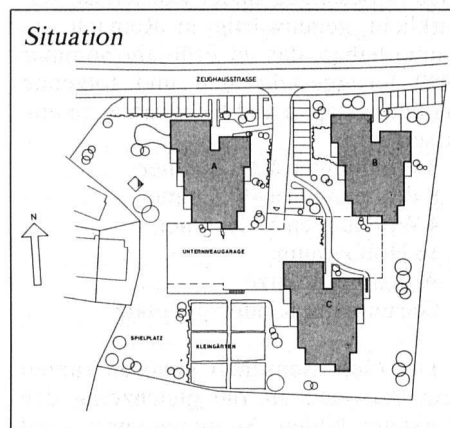 Situation
ZEUGHAUSSTRASSE
A
B
N
UNTERNIVEAUGARAGE
C
SPIELPLATZ
KLEINGÄRTEN